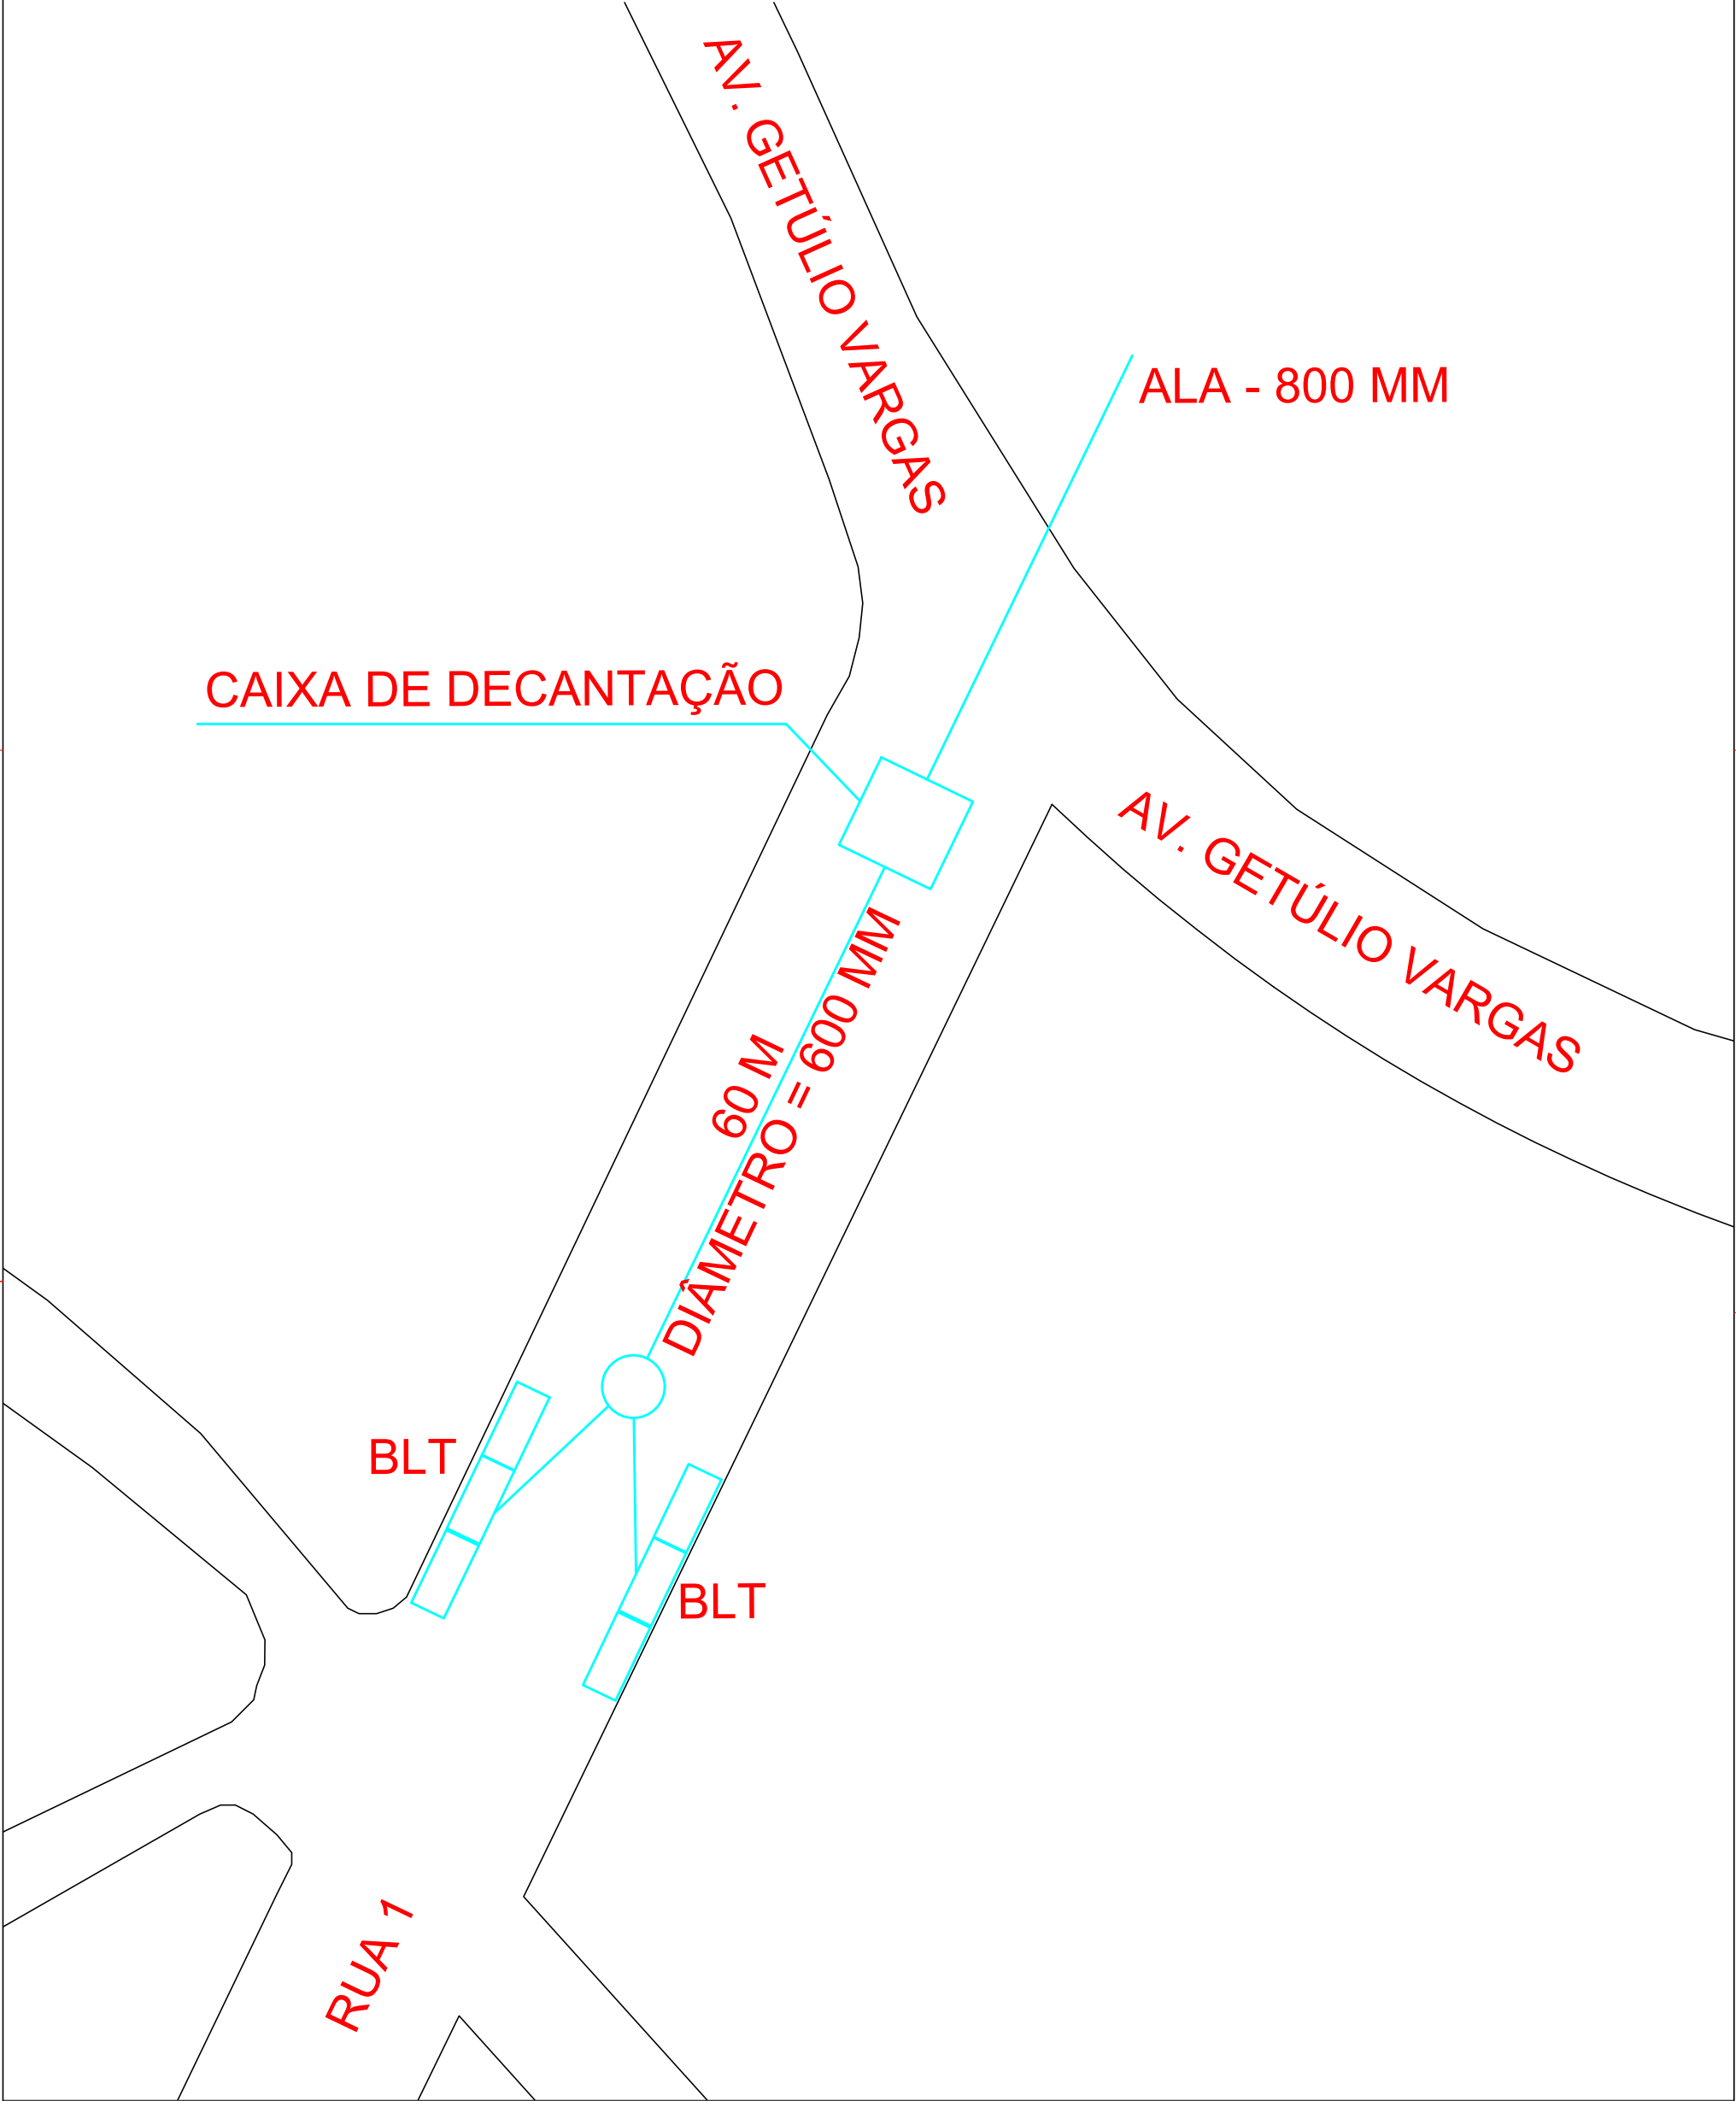 AV. GETÚLIO VARGAS
ALA - 80 MM
CAIXA DE DECANTAÇÃO
AV. GETÚLIO VARGAS
60 M
DIÂMETRO = 600 MM
BLT
BLT
RUA 1